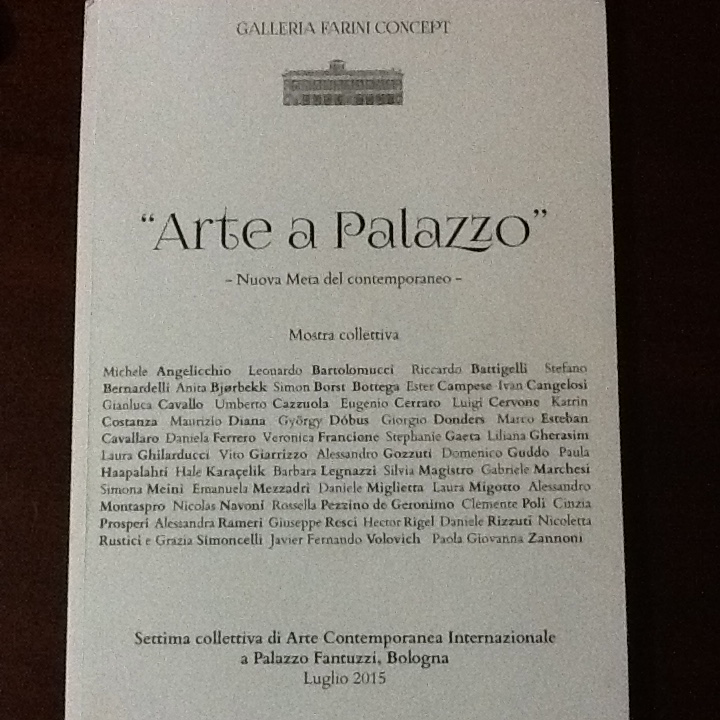 GALLERIA FARINI CONCEPT
“Arte a Palazzo”
– Nuova Meta del contemporaneo –
Mostra collettiva
Michele Angelicchio Leonardo Bartolomucci Riccardo Battigelli Stefano
Bernardelli Anita Bjørbekk Simon Borst Bottega Ester Campese Ivan Cangelosi
Gianluca Cavallo Umberto Cazzuola Eugenio Cerrato Luigi Cervone Katrin
Costanza Maurizio Diana György Dóbus Giorgio Donders Marco Esteban
Cavallaro Daniela Ferrero Veronica Francione Stephanie Gaeta Liliana Gherasim
Laura Ghilarducci Vito Giarrizzo Alessandro Gozzuti Domenico Guddo Paula
Haapalahti Hale Karaçelik Barbara Legnazzi Silvia Magistro Gabriele Marchesi
Simona Meini Emanuela Mezzadri Daniele Miglietta Laura Migotto Alessandro
Montaspro Nicolas Navoni Rossella Pezzino de Geronimo Clemente Poli Cinzia
Prosperi Alessandra Rameri Giuseppe Resci Hector Rigel Daniele Rizzuti Nicoletta
Rustici e Grazia Simoncelli Javier Fernando Volovich Paola Giovanna Zannoni
Settima collettiva di Arte Contemporanea Internazionale
a Palazzo Fantuzzi, Bologna
Luglio 2015